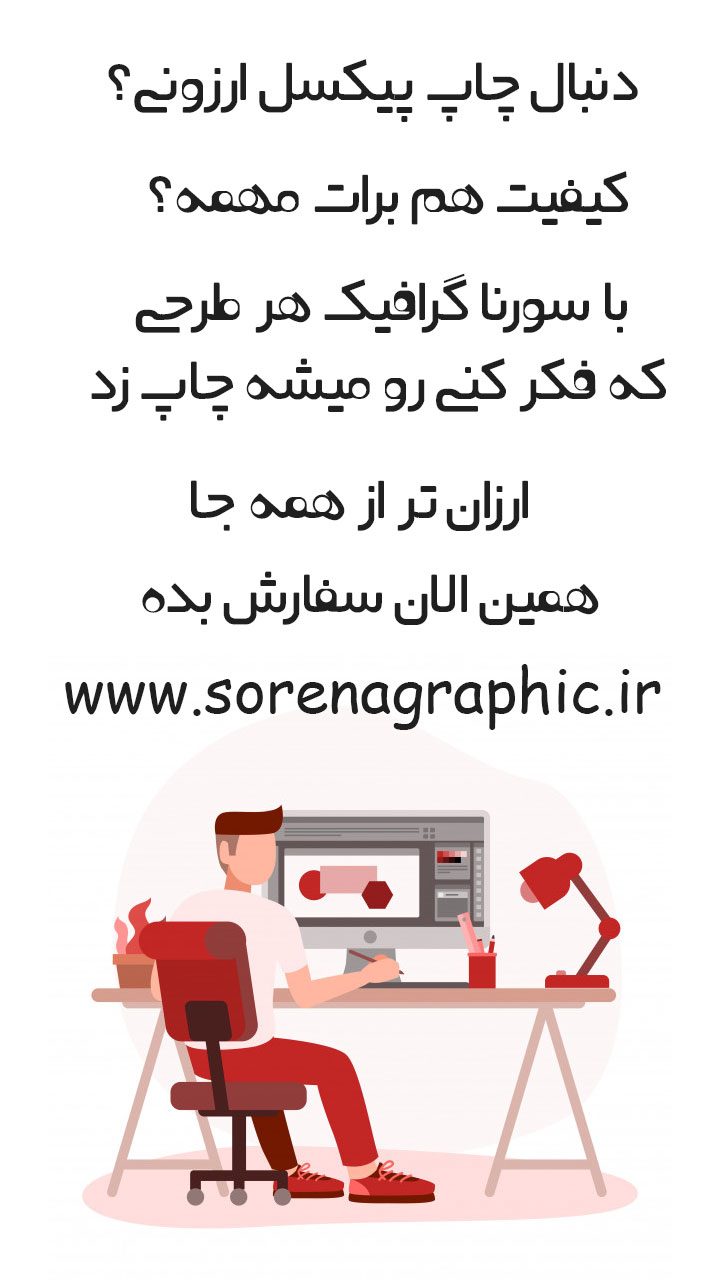 دنبال چاپ پیکسل ارزونی؟
کیفیت هم برات مهمه؟
با سورنا گرافیک هر طرحی
که فکر کنی رو میشه چاپ زد
ارزان تر از همه جا
همین الان سفارش بده
www.sorenagraphic.ir